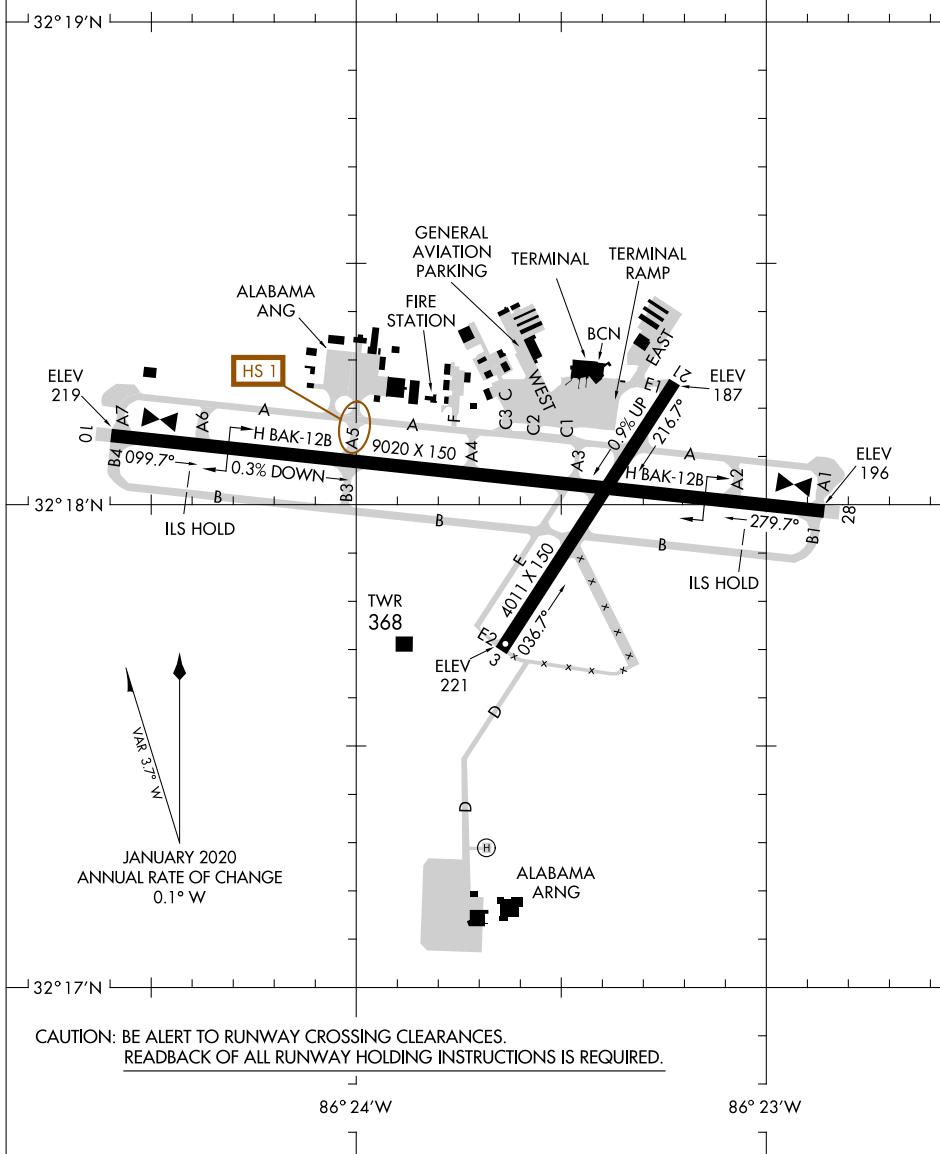 32°19'N
GENERAL
AVIATION
PARKING
TERMINAL
TERMINAL
RAMP
ALABAMA
ANG
FIRE
STATION
BCN
HS 1
EAST
WEST
ELEV
219
ELEV
187
21
E1
A7
A6
A
A5
A
F
C
C3
C2
C1
0.9% UP
216.7°
10
H BAK-12B
9020 X 150
A4
A3
H BAK-12B
A
A2
A1
ELEV
196
B4
099.7°
0.3% DOWN
B3
B
B
B
279.7°
B1
28
32°18'N
ILS HOLD
ILS HOLD
E
4011 X 150
036.7°
TWR
368
E2
3
ELEV
221
x x x x x x x x x
D
VAR 3.7° W
D
H
JANUARY 2020
ANNUAL RATE OF CHANGE
0.1° W
ALABAMA
ARNG
32°17'N
CAUTION: BE ALERT TO RUNWAY CROSSING CLEARANCES.
READBACK OF ALL RUNWAY HOLDING INSTRUCTIONS IS REQUIRED.
86°24'W
86°23'W